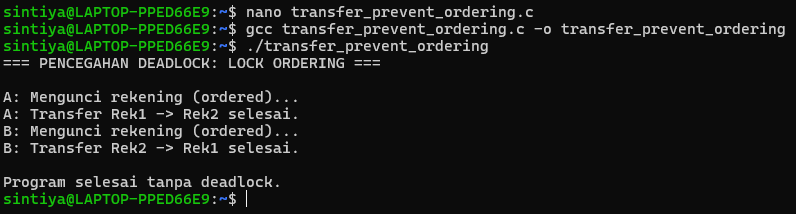 sintiya@LAPTOP-PPED66E9:~$ nano transfer_prevent_ordering.c
sintiya@LAPTOP-PPED66E9:~$ gcc transfer_prevent_ordering.c -o transfer_prevent_ordering
sintiya@LAPTOP-PPED66E9:~$ ./transfer_prevent_ordering
=== PENCEGAHAN DEADLOCK: LOCK ORDERING ===
A: Mengunci rekening (ordered)...
A: Transfer Rek1 -> Rek2 selesai.
B: Mengunci rekening (ordered)...
B: Transfer Rek2 -> Rek1 selesai.
Program selesai tanpa deadlock.
sintiya@LAPTOP-PPED66E9:~$